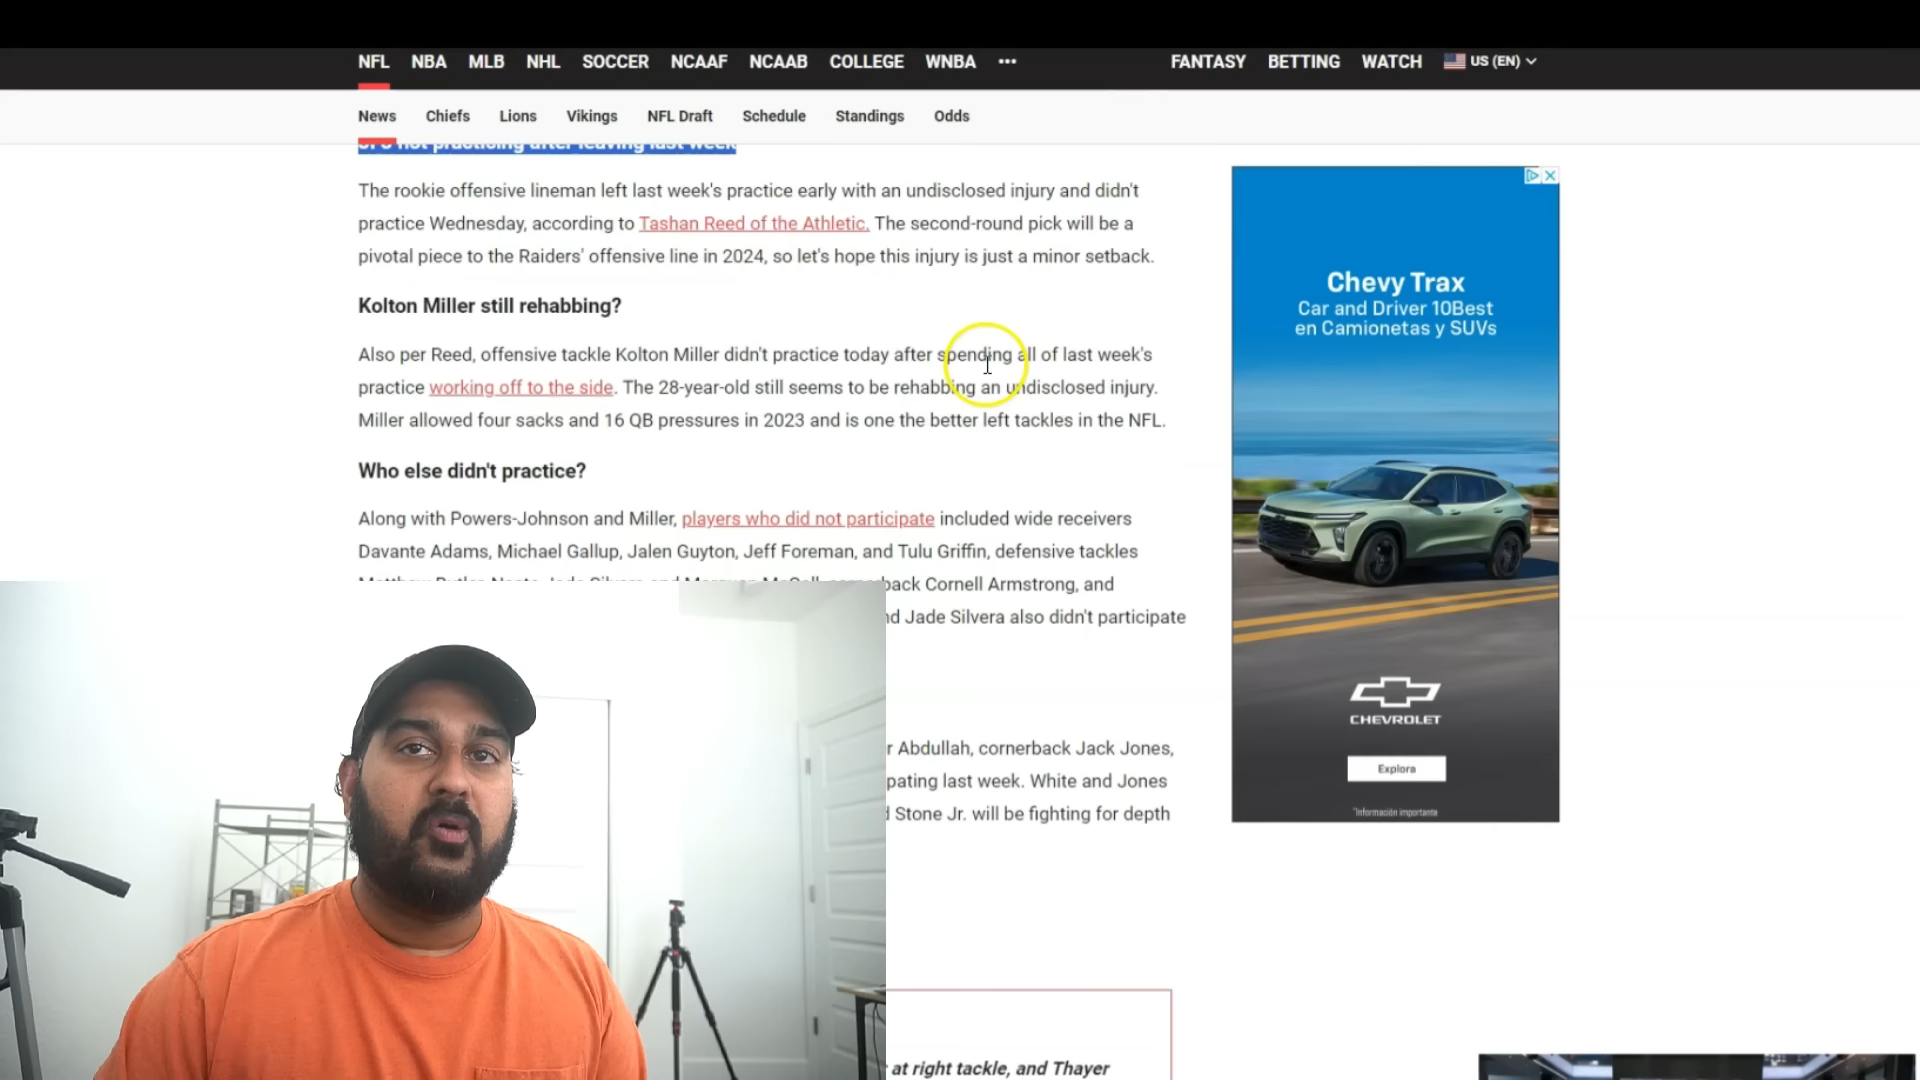 NFL NBA MLB NHL SOCCER NCAAF NCAAB COLLEGE WNBA ••• FANTASY BETTING WATCH US (EN)
News Chiefs Lions Vikings NFL Draft Schedule Standings Odds
not practicing after leaving last week
The rookie offensive lineman left last week's practice early with an undisclosed injury and didn't
practice Wednesday, according to Tashan Reed of the Athletic. The second-round pick will be a
pivotal piece to the Raiders' offensive line in 2024, so let's hope this injury is just a minor setback.
Kolton Miller still rehabbing?
Also per Reed, offensive tackle Kolton Miller didn't practice today after spending all of last week's
practice working off to the side. The 28-year-old still seems to be rehabbing an undisclosed injury.
Miller allowed four sacks and 16 QB pressures in 2023 and is one the better left tackles in the NFL.
Who else didn't practice?
Along with Powers-Johnson and Miller, players who did not participate included wide receivers
Davante Adams, Michael Gallup, Jalen Guyton, Jeff Foreman, and Tulu Griffin, defensive tackles
back Cornell Armstrong, and
Jade Silvera also didn't participate
Abdullah, cornerback Jack Jones,
last week. White and Jones
Stone Jr. will be fighting for depth
at right tackle, and Thayer
Chevy Trax
Car and Driver 10Best
en Camionetas y SUVs
CHEVROLET
Explora
*Información importante